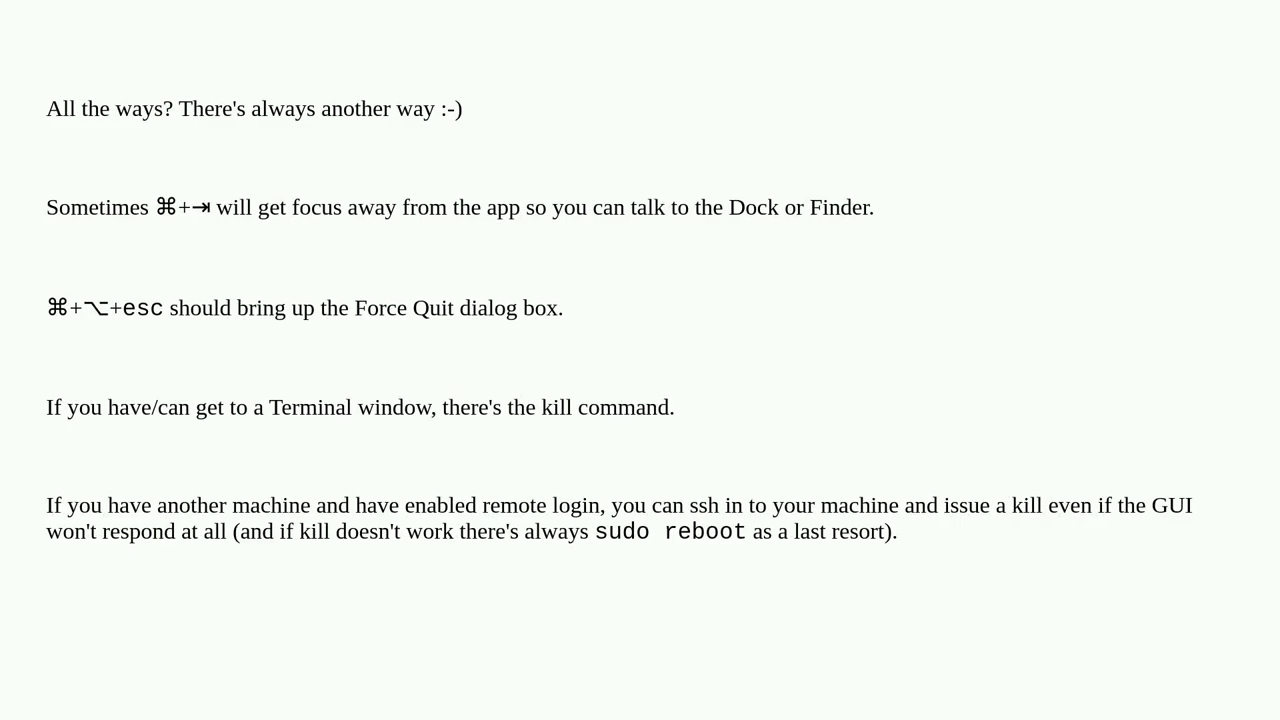 All the ways? There's always another way :-)
Sometimes ⌘+⇥ will get focus away from the app so you can talk to the Dock or Finder.
⌘+⌥+esc should bring up the Force Quit dialog box.
If you have/can get to a Terminal window, there's the kill command.
If you have another machine and have enabled remote login, you can ssh in to your machine and issue a kill even if the GUI
won't respond at all (and if kill doesn't work there's always sudo reboot as a last resort).